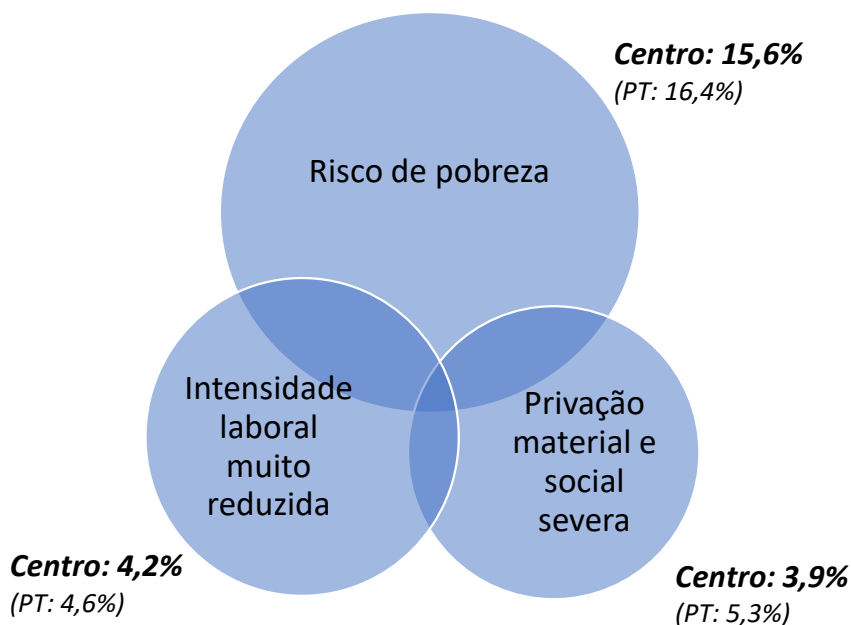 Centro: 15,6%
(PT: 16,4%)
Risco de pobreza
Intensidade
laboral
muito
reduzida
Privação
material e
social
severa
Centro: 4,2%
(PT: 4,6%)
Centro: 3,9%
(PT: 5,3%)